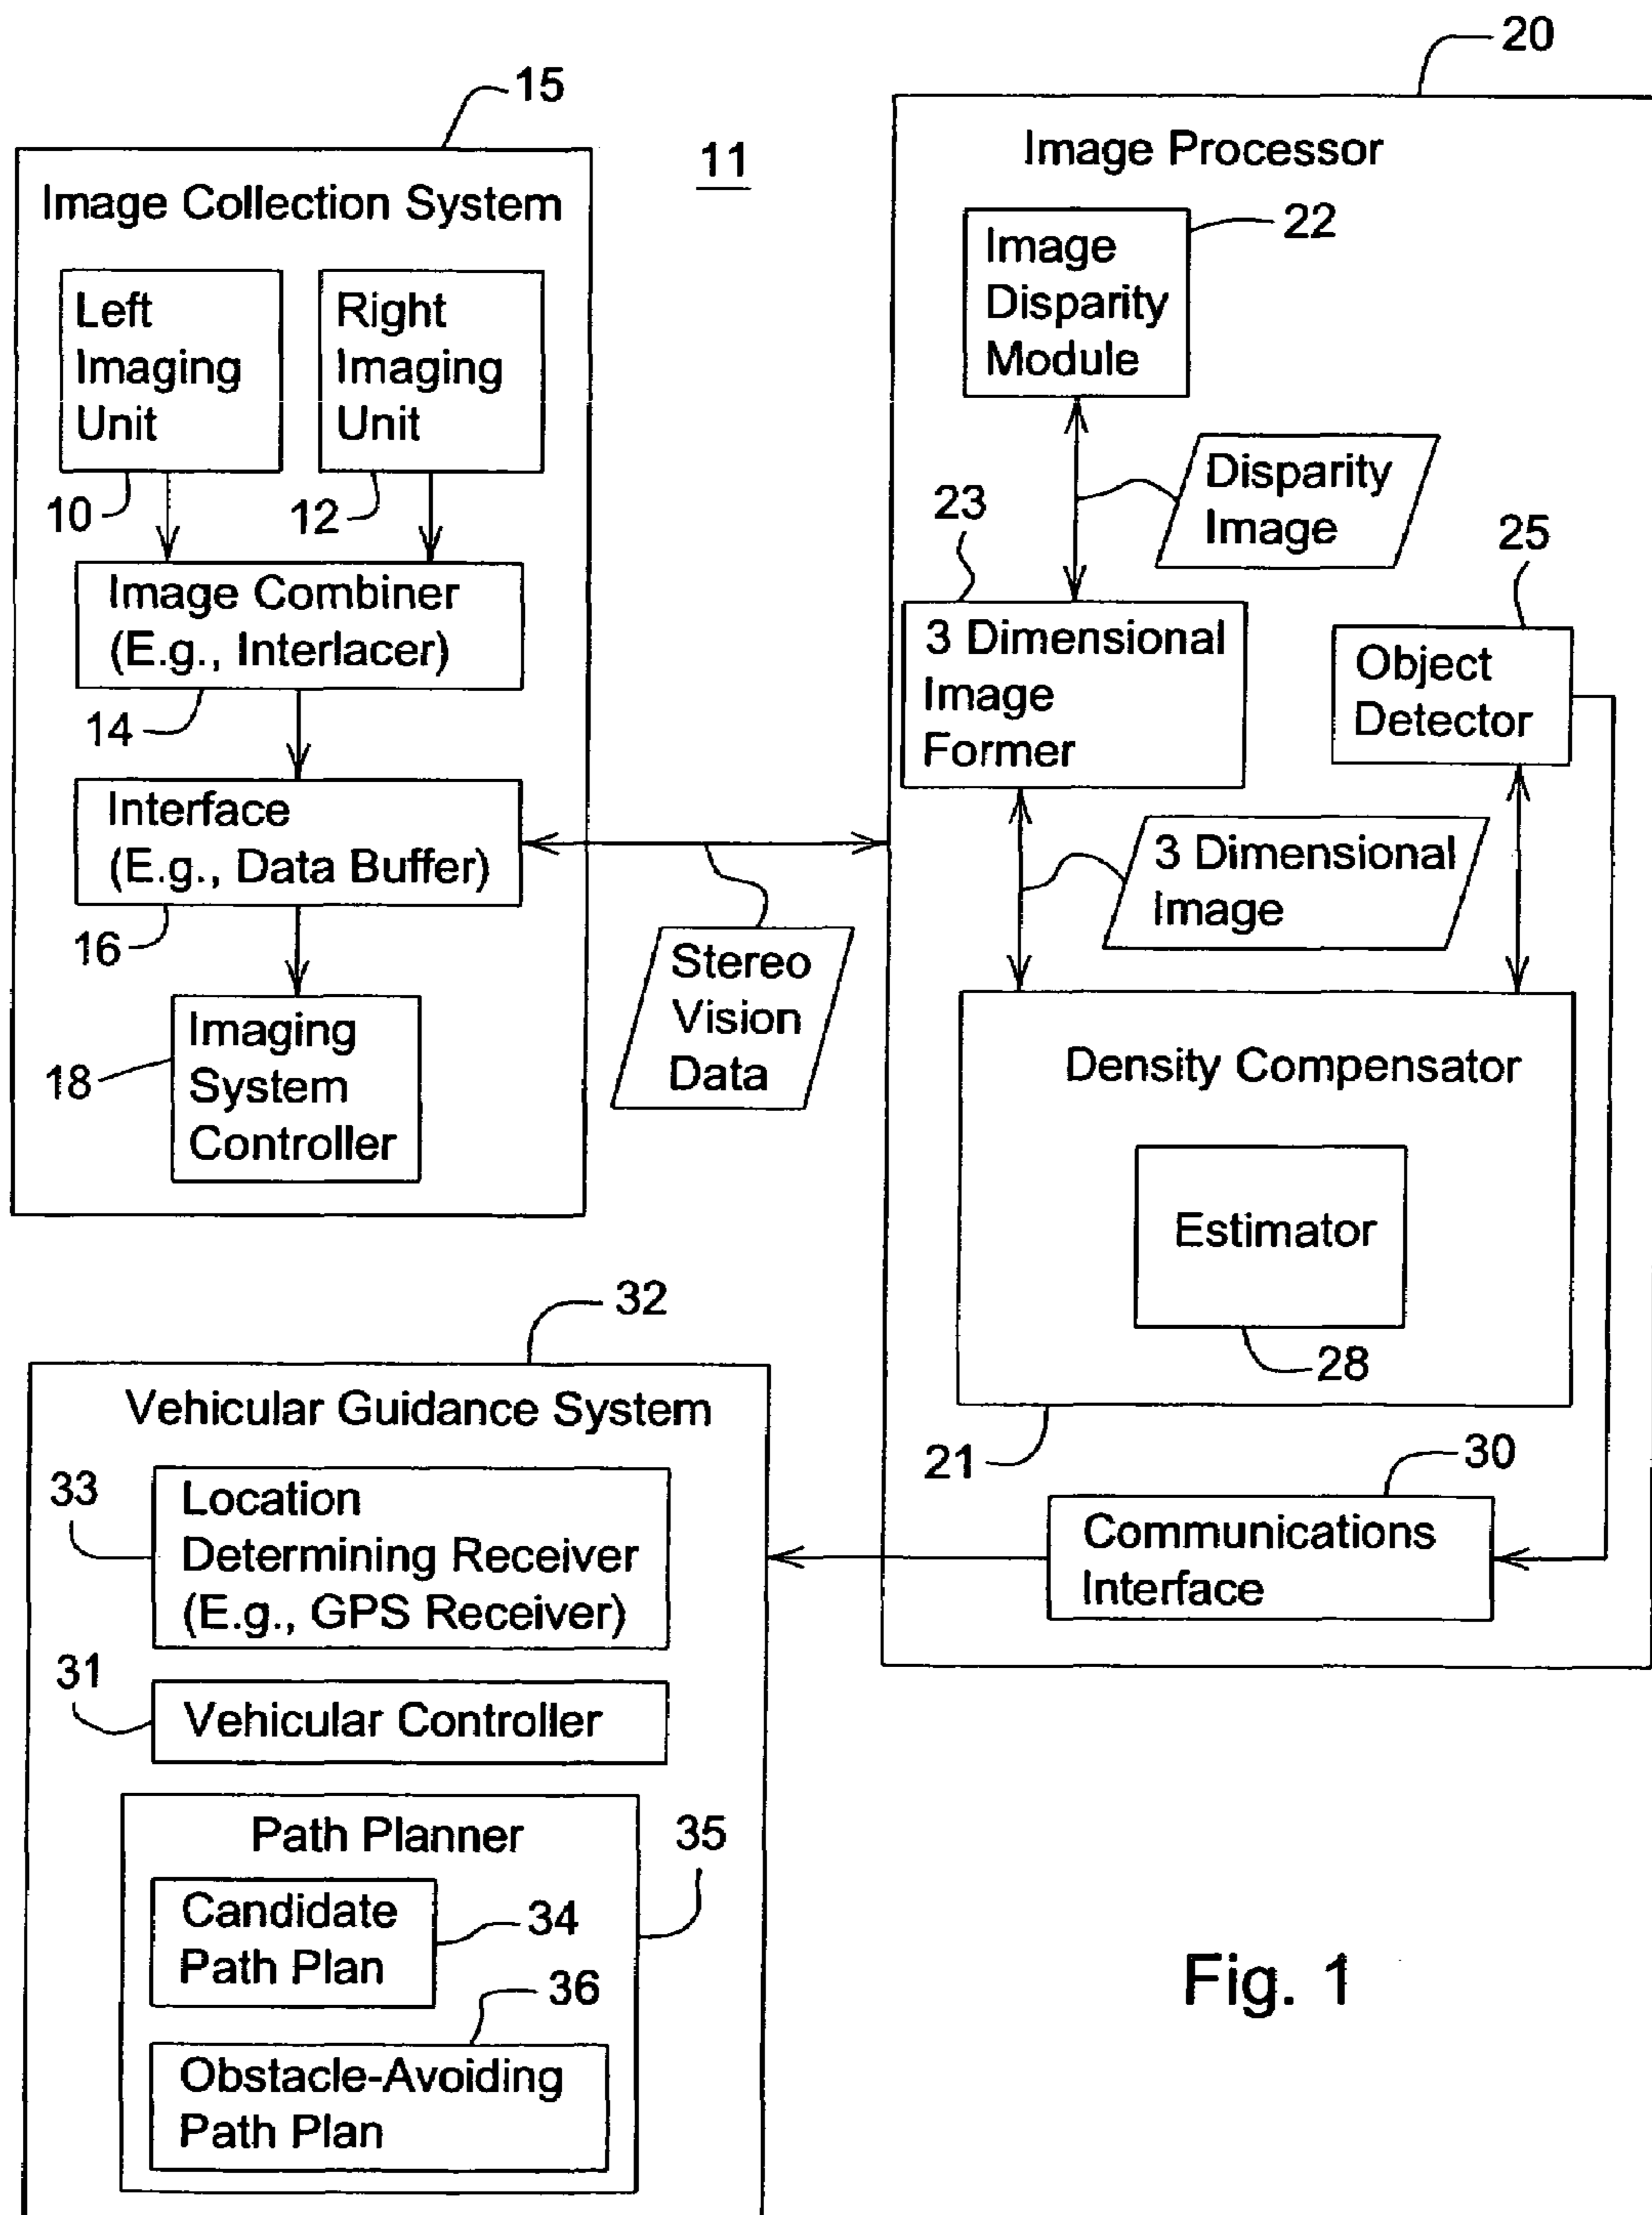 20
15
11
Image Processor
Image Collection System
22
Image
Disparity
Module
Left
Imaging
Unit
Right
Imaging
Unit
10
12
Disparity
Image
23
25
Image Combiner
(E.g., Interlacer)
14
3 Dimensional
Image
Former
Object
Detector
Interface
(E.g., Data Buffer)
16
3 Dimensional
Image
Stereo
Vision
Data
Imaging
System
Controller
18
Density Compensator
Estimator
28
21
32
Vehicular Guidance System
30
33
Location
Determining Receiver
(E.g., GPS Receiver)
Communications
Interface
31
Vehicular Controller
Path Planner
35
Candidate
Path Plan
34
36
Obstacle-Avoiding
Path Plan
Fig. 1